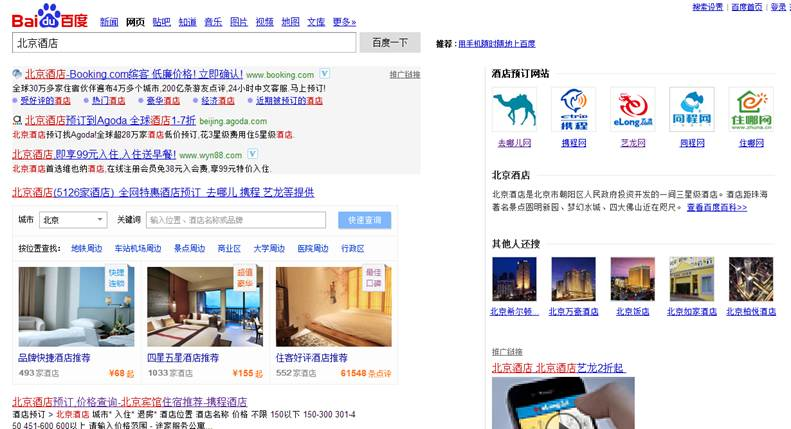 搜索设置 | 百度首页 | 登录
Bai du 百度
新闻 网页 贴吧 知道 音乐 图片 视频 地图 文库 更多»
北京酒店
百度一下
推荐：用手机随时随地上百度
北京酒店-Booking.com缤客 低廉价格! 立即确认! www.booking.com V
推广链接
全球30万多家住宿伙伴遍布4万多个城市,200亿条游友点评,24小时中文客服.马上预订!
受好评的酒店 热门酒店 豪华酒店 经济酒店 近期被预订的酒店
北京酒店预订到Agoda 全球酒店1-7折 beijing.agoda.com
北京酒店预订找Agoda!全球超28万家酒店低价预订,花3星级费用住5星级酒店.
北京酒店,即享99元入住,入住送早餐! www.wyn88.com V
北京酒店首选维也纳酒店,在线注册会员免38元入会费,享99元特价入住.
北京酒店(5126家酒店) 全网特惠酒店预订_去哪儿 携程 艺龙等提供
城市 北京 关键词 输入位置、酒店名称或品牌 快速查询
按位置查找: 地铁周边 车站机场周边 景点周边 商业区 大学周边 医院周边 行政区
快捷
连锁
超值
豪华
最佳
口碑
品牌快捷酒店推荐
493家酒店 ¥68 起
四星五星酒店推荐
1033家酒店 ¥155 起
住客好评酒店推荐
552家酒店 61548 条点评
北京酒店预订,价格查询-北京宾馆住宿推荐-携程酒店
酒店预订 > 北京酒店 城市* 入住* 退房* 酒店位置 酒店名称 价格 不限 150以下 150-300 301-4
50 451-600 600以上 请输入价格范围 - 途家服务公寓...
酒店预订网站
ctrip
携程
eLong艺龙
同程网
住哪网
www.zhuna.cn
去哪儿网 携程网 艺龙网 同程网 住哪网
北京酒店
北京酒店是北京市朝阳区人民政府投资开发的一间三星级酒店。酒店距珠海
著名景点圆明新园、梦幻水城、四大佛山近在咫尺。 查看百度百科>>
其他人还搜
北京希尔顿... 北京万豪酒店 北京饭店 北京如家酒店 北京柏悦酒店
推广链接
北京酒店 北京酒店艺龙2折起